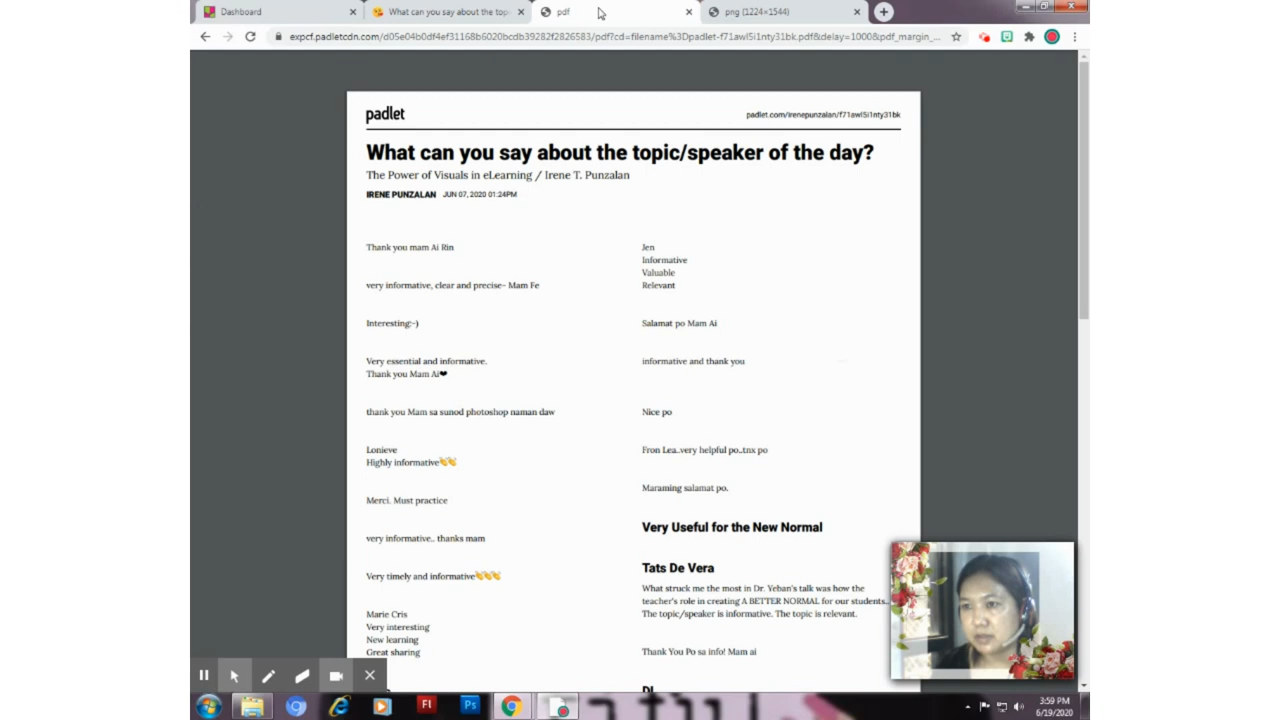 Dashboard
What can you say about the top
pdf
png (1224×1544)
expcf.padletcdn.com/d05e04b0df4ef31168b6020bcdb39282f2826583/pdf?cd=filename%3Dpadlet-f71awl5i1nty31bk.pdf&delay=1000&pdf_margin_...
padlet
padlet.com/irenepunzalan/f71awl5i1nty31bk
What can you say about the topic/speaker of the day?
The Power of Visuals in eLearning / Irene T. Punzalan
IRENE PUNZALAN JUN 07, 2020 01:24PM
Thank you mam Ai Rin
very informative, clear and precise- Mam Fe
Interesting:-)
Very essential and informative.
Thank you Mam Ai❤
thank you Mam sa sunod photoshop naman daw
Lonieve
Highly informative👏👏
Merci. Must practice
very informative.. thanks mam
Very timely and informative👏👏👏
Marie Cris
Very interesting
New learning
Great sharing
Jen
Informative
Valuable
Relevant
Salamat po Mam Ai
informative and thank you
Nice po
Fron Lea..very helpful po..tnx po
Maraming salamat po.
Very Useful for the New Normal
Tats De Vera
What struck me the most in Dr. Yeban's talk was how the
teacher's role in creating A BETTER NORMAL for our students..
The topic/speaker is informative. The topic is relevant.
Thank You Po sa info! Mam ai
Fl
Ps
3:59 PM
6/19/2020